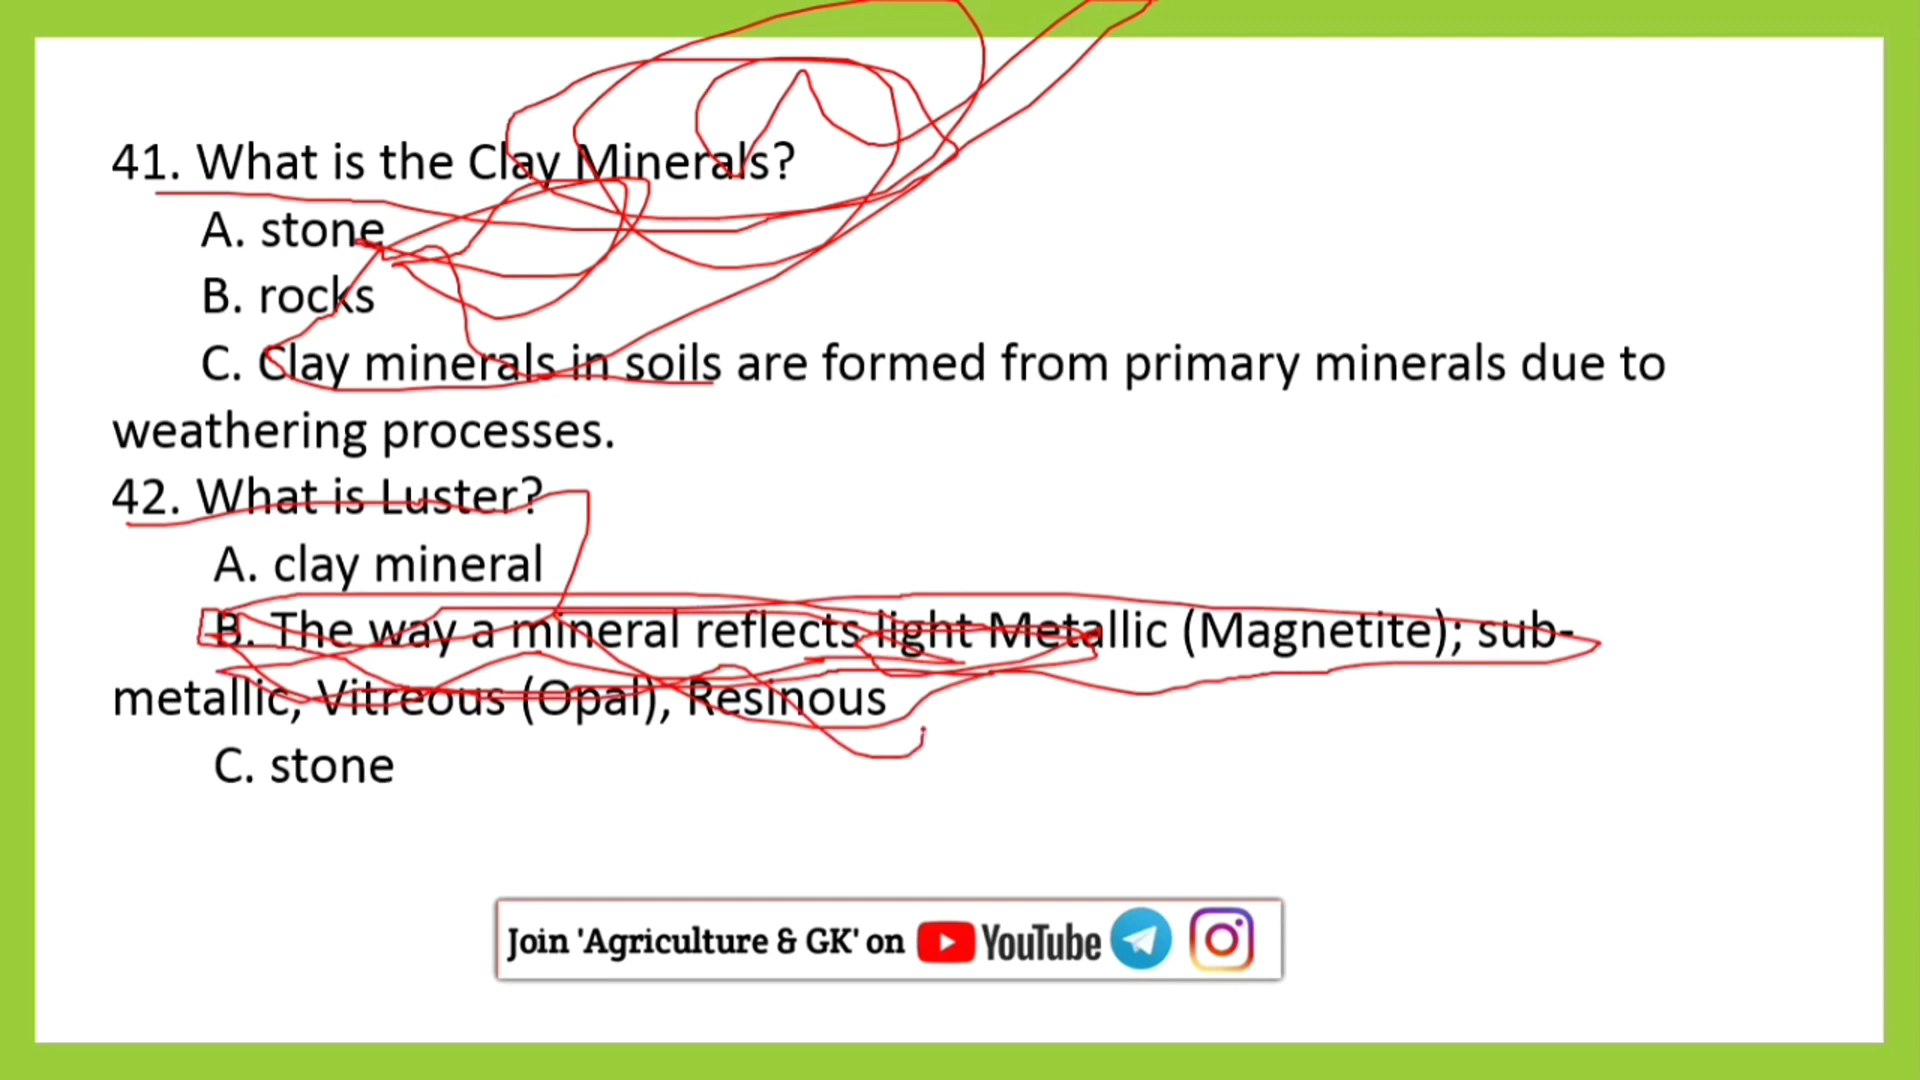 41. What is the Clay Minerals?
A. stone
B. rocks
C. Clay minerals in soils are formed from primary minerals due to
weathering processes.
42. What is Luster?
A. clay mineral
B. The way a mineral reflects light Metallic (Magnetite); sub-
metallic, Vitreous (Opal), Resinous
C. stone
Join 'Agriculture & GK' on YouTube